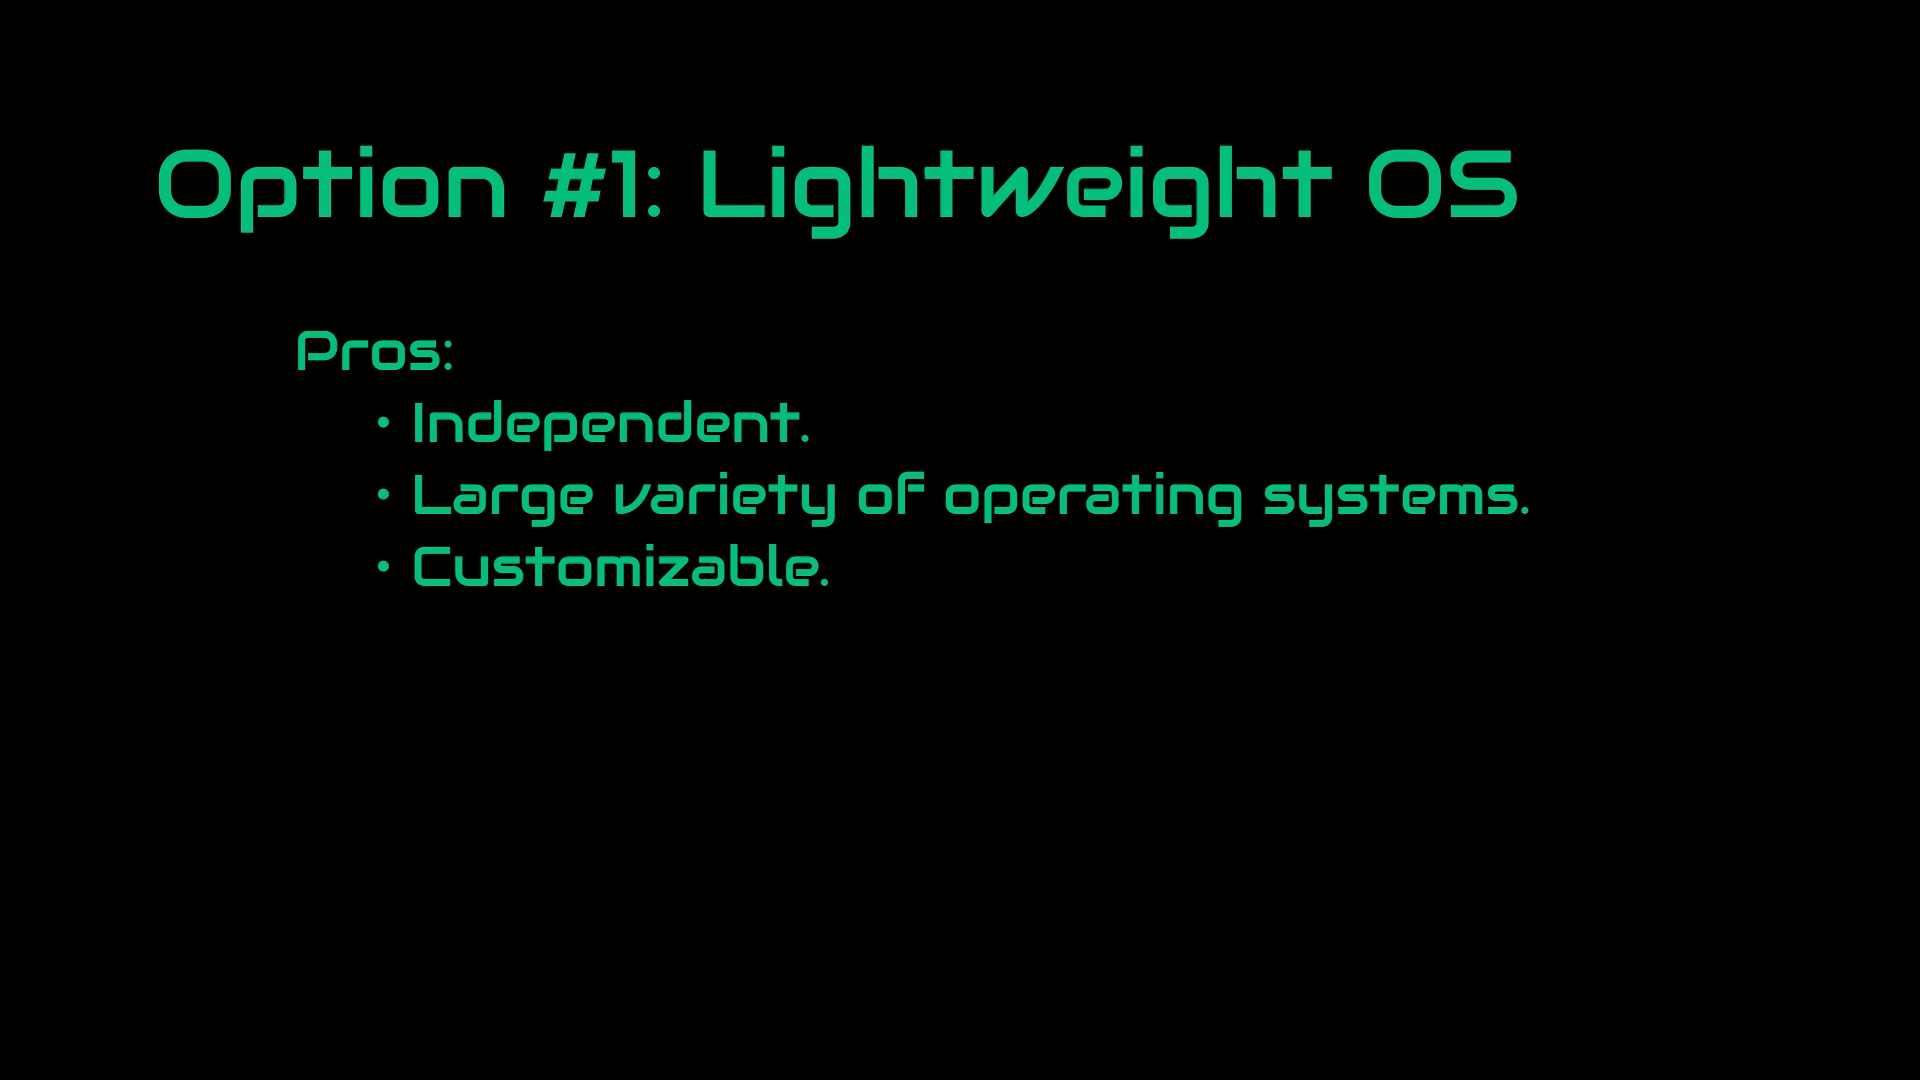 Option #1: Lightweight OS
Pros:
• Independent.
• Large variety of operating systems.
• Customizable.